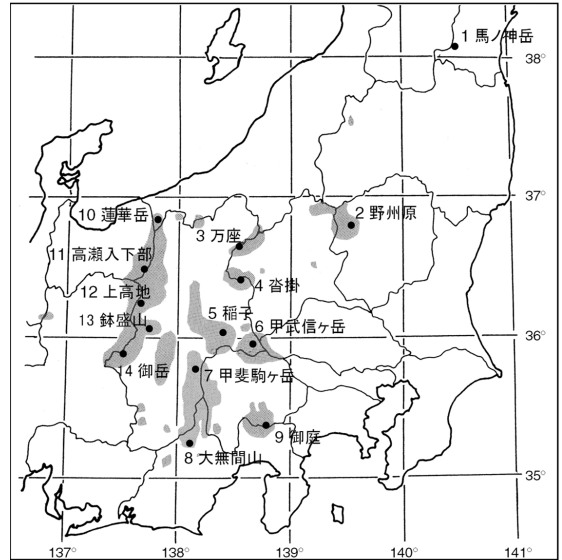 1 馬ノ神岳
38°
37°
10 蓮華岳
2 野州原
3 万座
11 高瀬入下部
4 沓掛
12 上高地
5 稲子
13 鉢盛山
6 甲武信ヶ岳
36°
14 御岳
7 甲斐駒ヶ岳
9 御庭
8 大無間山
35°
137°
138°
139°
140°
141°